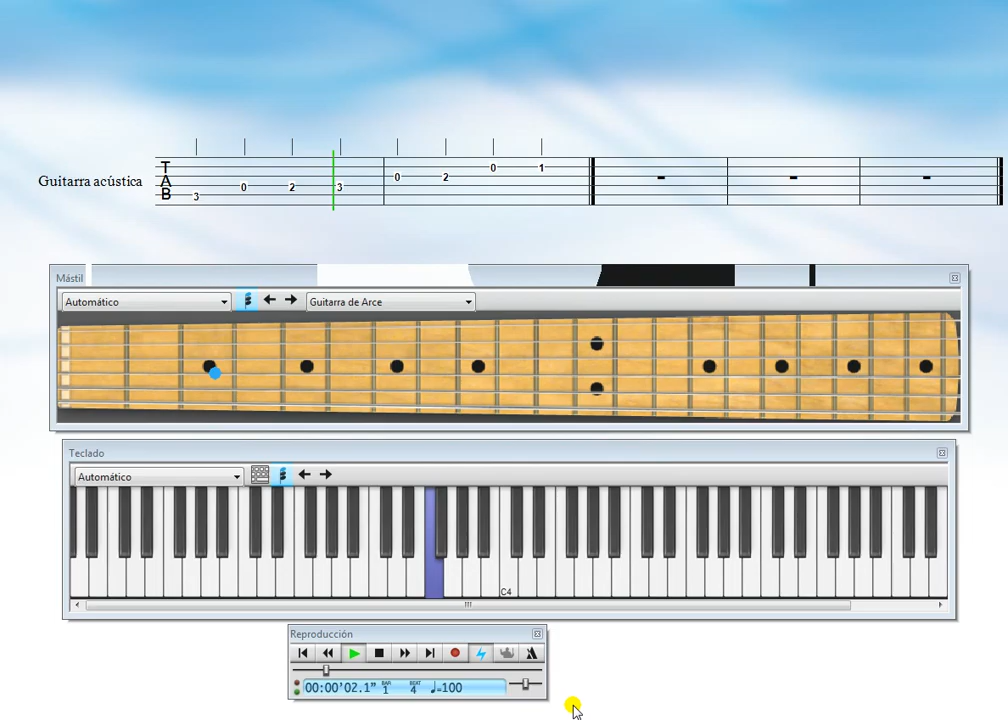 Guitarra acústica
T
A
B
3 0 2 3 0 2 0 1
Mástil
Automático
Guitarra de Arce
Teclado
Automático
C4
Reproducción
00:00'02.1" BAR 1 BEAT 4 ♩=100